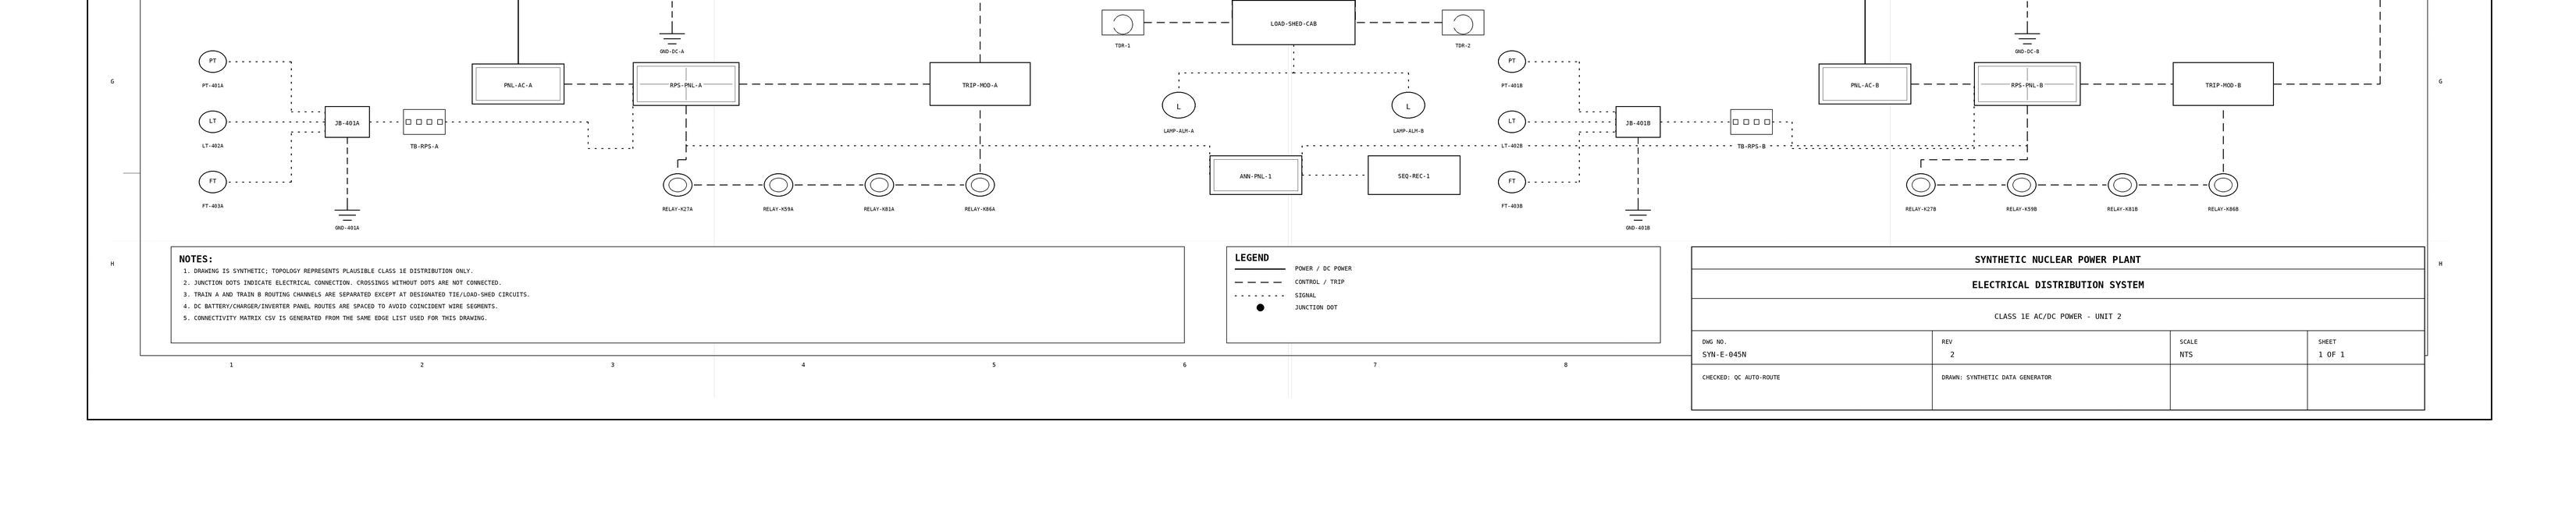 LOAD-SHED-CAB
TDR-1
TDR-2
GND-DC-A
GND-DC-B
G
PT
PT-401A
PNL-AC-A
RPS-PNL-A
TRIP-MOD-A
L
LAMP-ALM-A
L
LAMP-ALM-B
PT
PT-401B
PNL-AC-B
RPS-PNL-B
TRIP-MOD-B
G
LT
LT-402A
JB-401A
TB-RPS-A
LT
LT-402B
JB-401B
TB-RPS-B
FT
FT-403A
GND-401A
RELAY-K27A
RELAY-K59A
RELAY-K81A
RELAY-K86A
ANN-PNL-1
SEQ-REC-1
FT
FT-403B
GND-401B
RELAY-K27B
RELAY-K59B
RELAY-K81B
RELAY-K86B
H
NOTES:
1. DRAWING IS SYNTHETIC; TOPOLOGY REPRESENTS PLAUSIBLE CLASS 1E DISTRIBUTION ONLY.
2. JUNCTION DOTS INDICATE ELECTRICAL CONNECTION. CROSSINGS WITHOUT DOTS ARE NOT CONNECTED.
3. TRAIN A AND TRAIN B ROUTING CHANNELS ARE SEPARATED EXCEPT AT DESIGNATED TIE/LOAD-SHED CIRCUITS.
4. DC BATTERY/CHARGER/INVERTER PANEL ROUTES ARE SPACED TO AVOID COINCIDENT WIRE SEGMENTS.
5. CONNECTIVITY MATRIX CSV IS GENERATED FROM THE SAME EDGE LIST USED FOR THIS DRAWING.
LEGEND
POWER / DC POWER
CONTROL / TRIP
SIGNAL
JUNCTION DOT
SYNTHETIC NUCLEAR POWER PLANT
ELECTRICAL DISTRIBUTION SYSTEM
CLASS 1E AC/DC POWER - UNIT 2
DWG NO.
SYN-E-045N
REV
2
SCALE
NTS
SHEET
1 OF 1
CHECKED: QC AUTO-ROUTE
DRAWN: SYNTHETIC DATA GENERATOR
H
1
2
3
4
5
6
7
8